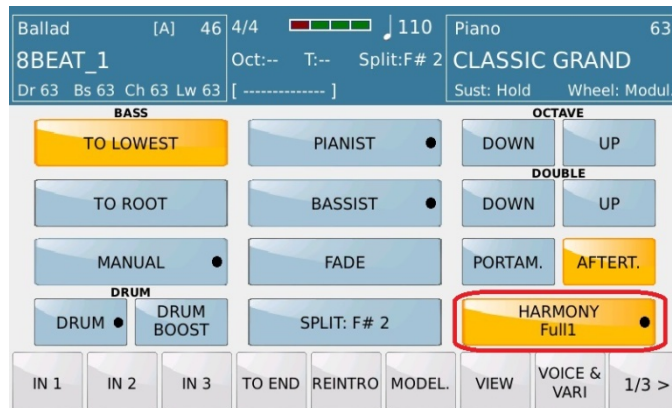 Ballad [A] 46 4/4 110 Piano 63
8BEAT_1 Oct:-- T:-- Split:F# 2 CLASSIC GRAND
Dr 63 Bs 63 Ch 63 Lw 63 [ -------------- ] Sust: Hold Wheel: Modul.
BASS OCTAVE
TO LOWEST PIANIST DOWN UP
DOUBLE
TO ROOT BASSIST DOWN UP
MANUAL FADE PORTAM. AFTERT.
DRUM
DRUM DRUM BOOST SPLIT: F# 2 HARMONY Full1
IN 1 IN 2 IN 3 TO END REINTRO MODEL. VIEW VOICE & VARI 1/3 >